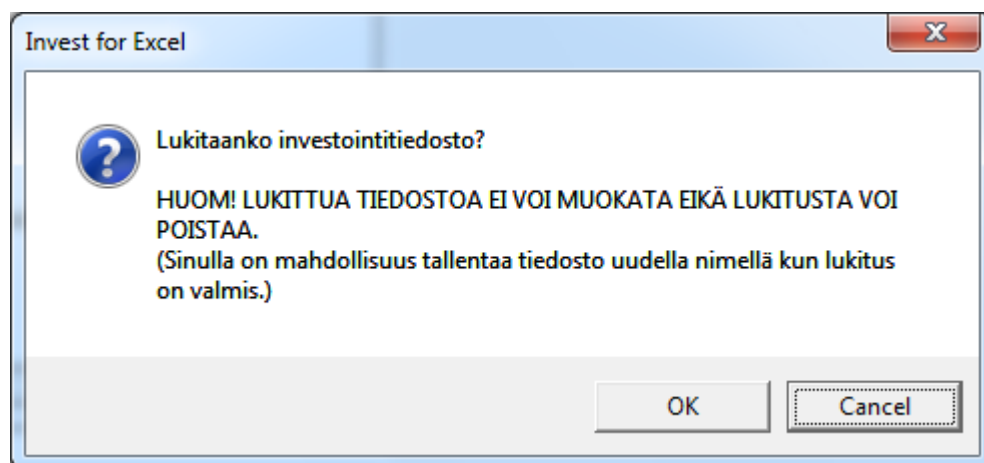 Invest for Excel
Lukitaanko investointitiedosto?
HUOM! LUKITTUA TIEDOSTOA EI VOI MUOKATA EIKÄ LUKITUSTA VOI
POISTAA.
(Sinulla on mahdollisuus tallentaa tiedosto uudella nimellä kun lukitus
on valmis.)
OK
Cancel